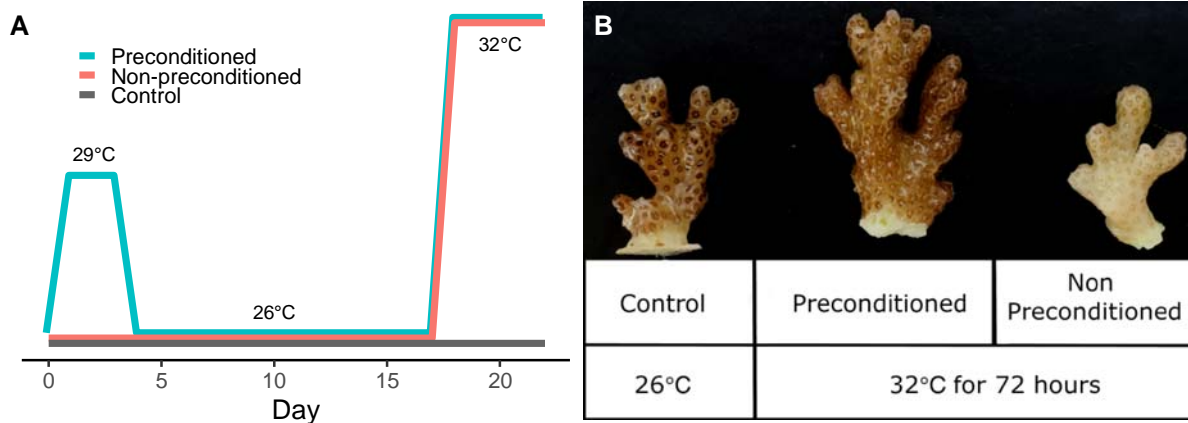 A
Preconditioned
Non-preconditioned
Control
29°C
26°C
32°C
0 5 10 15 20
Day
B
Control
Preconditioned
Non
Preconditioned
26°C
32°C for 72 hours